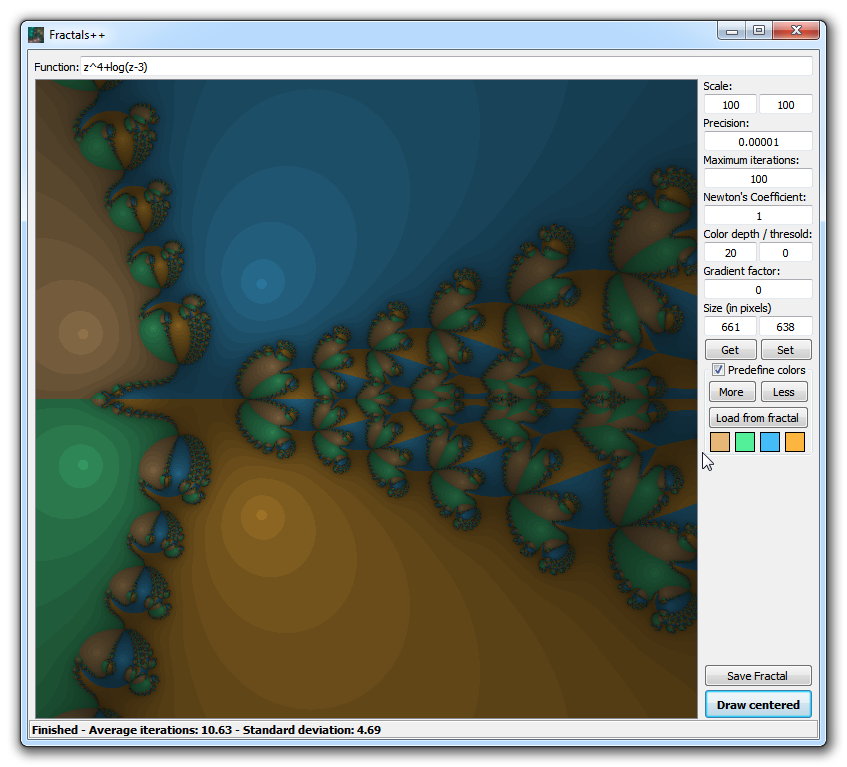 Fractals++
Function: z^4+log(z-3)
Scale:
100 100
Precision:
0.00001
Maximum iterations:
100
Newton's Coefficient:
1
Color depth / thresold:
20 0
Gradient factor:
0
Size (in pixels)
661 638
Get Set
Predefine colors
More Less
Load from fractal
Save Fractal
Draw centered
Finished - Average iterations: 10.63 - Standard deviation: 4.69